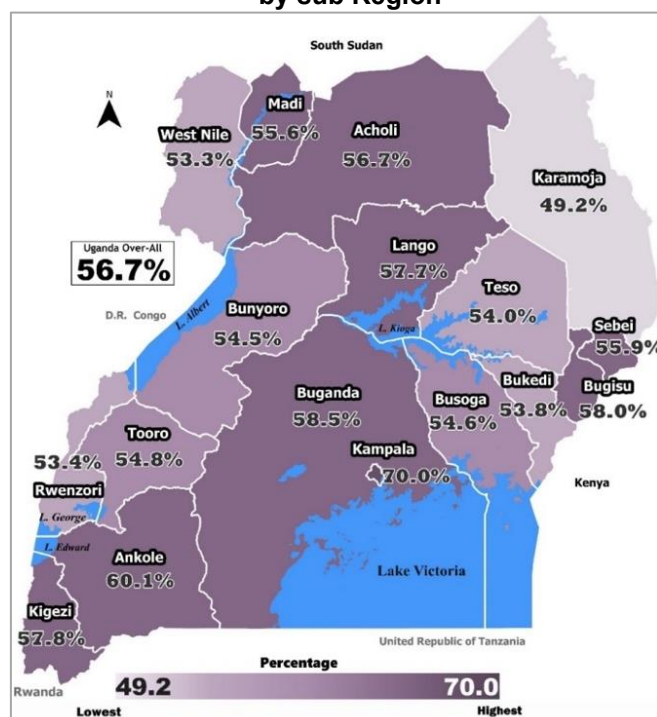 by sub Region
South Sudan
Madi
55.6%
West Nile
53.3%
Acholi
56.7%
Karamoja
49.2%
Uganda Over-All
56.7%
Lango
57.7%
L. Albert
D.R. Congo
Bunyoro
54.5%
Teso
54.0%
L. Kioga
Sebei
55.9%
Bukedi
53.8%
Bugisu
58.0%
Buganda
58.5%
Busoga
54.6%
Tooro
54.8%
Kampala
70.0%
53.4%
Rwenzori
Kenya
L. George
L. Edward
Ankole
60.1%
Lake Victoria
Kigezi
57.8%
United Republic of Tanzania
Rwanda
Percentage
49.2 70.0
Lowest Highest